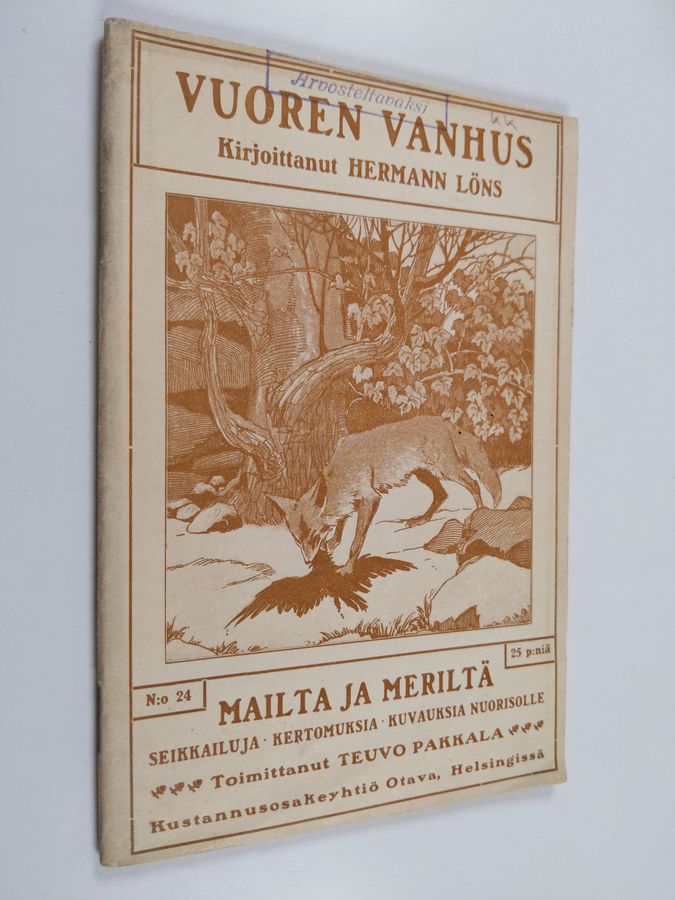 Arvosteltavaksi
VUOREN VANHUS
Kirjoittanut HERMANN LÖNS
25 p:niä
N:o 24
MAILTA JA MERILTÄ
SEIKKAILUJA · KERTOMUKSIA · KUVAUKSIA NUORISOLLE
Toimittanut TEUVO PAKKALA
Kustannusosakeyhtiö Otava, Helsingissä